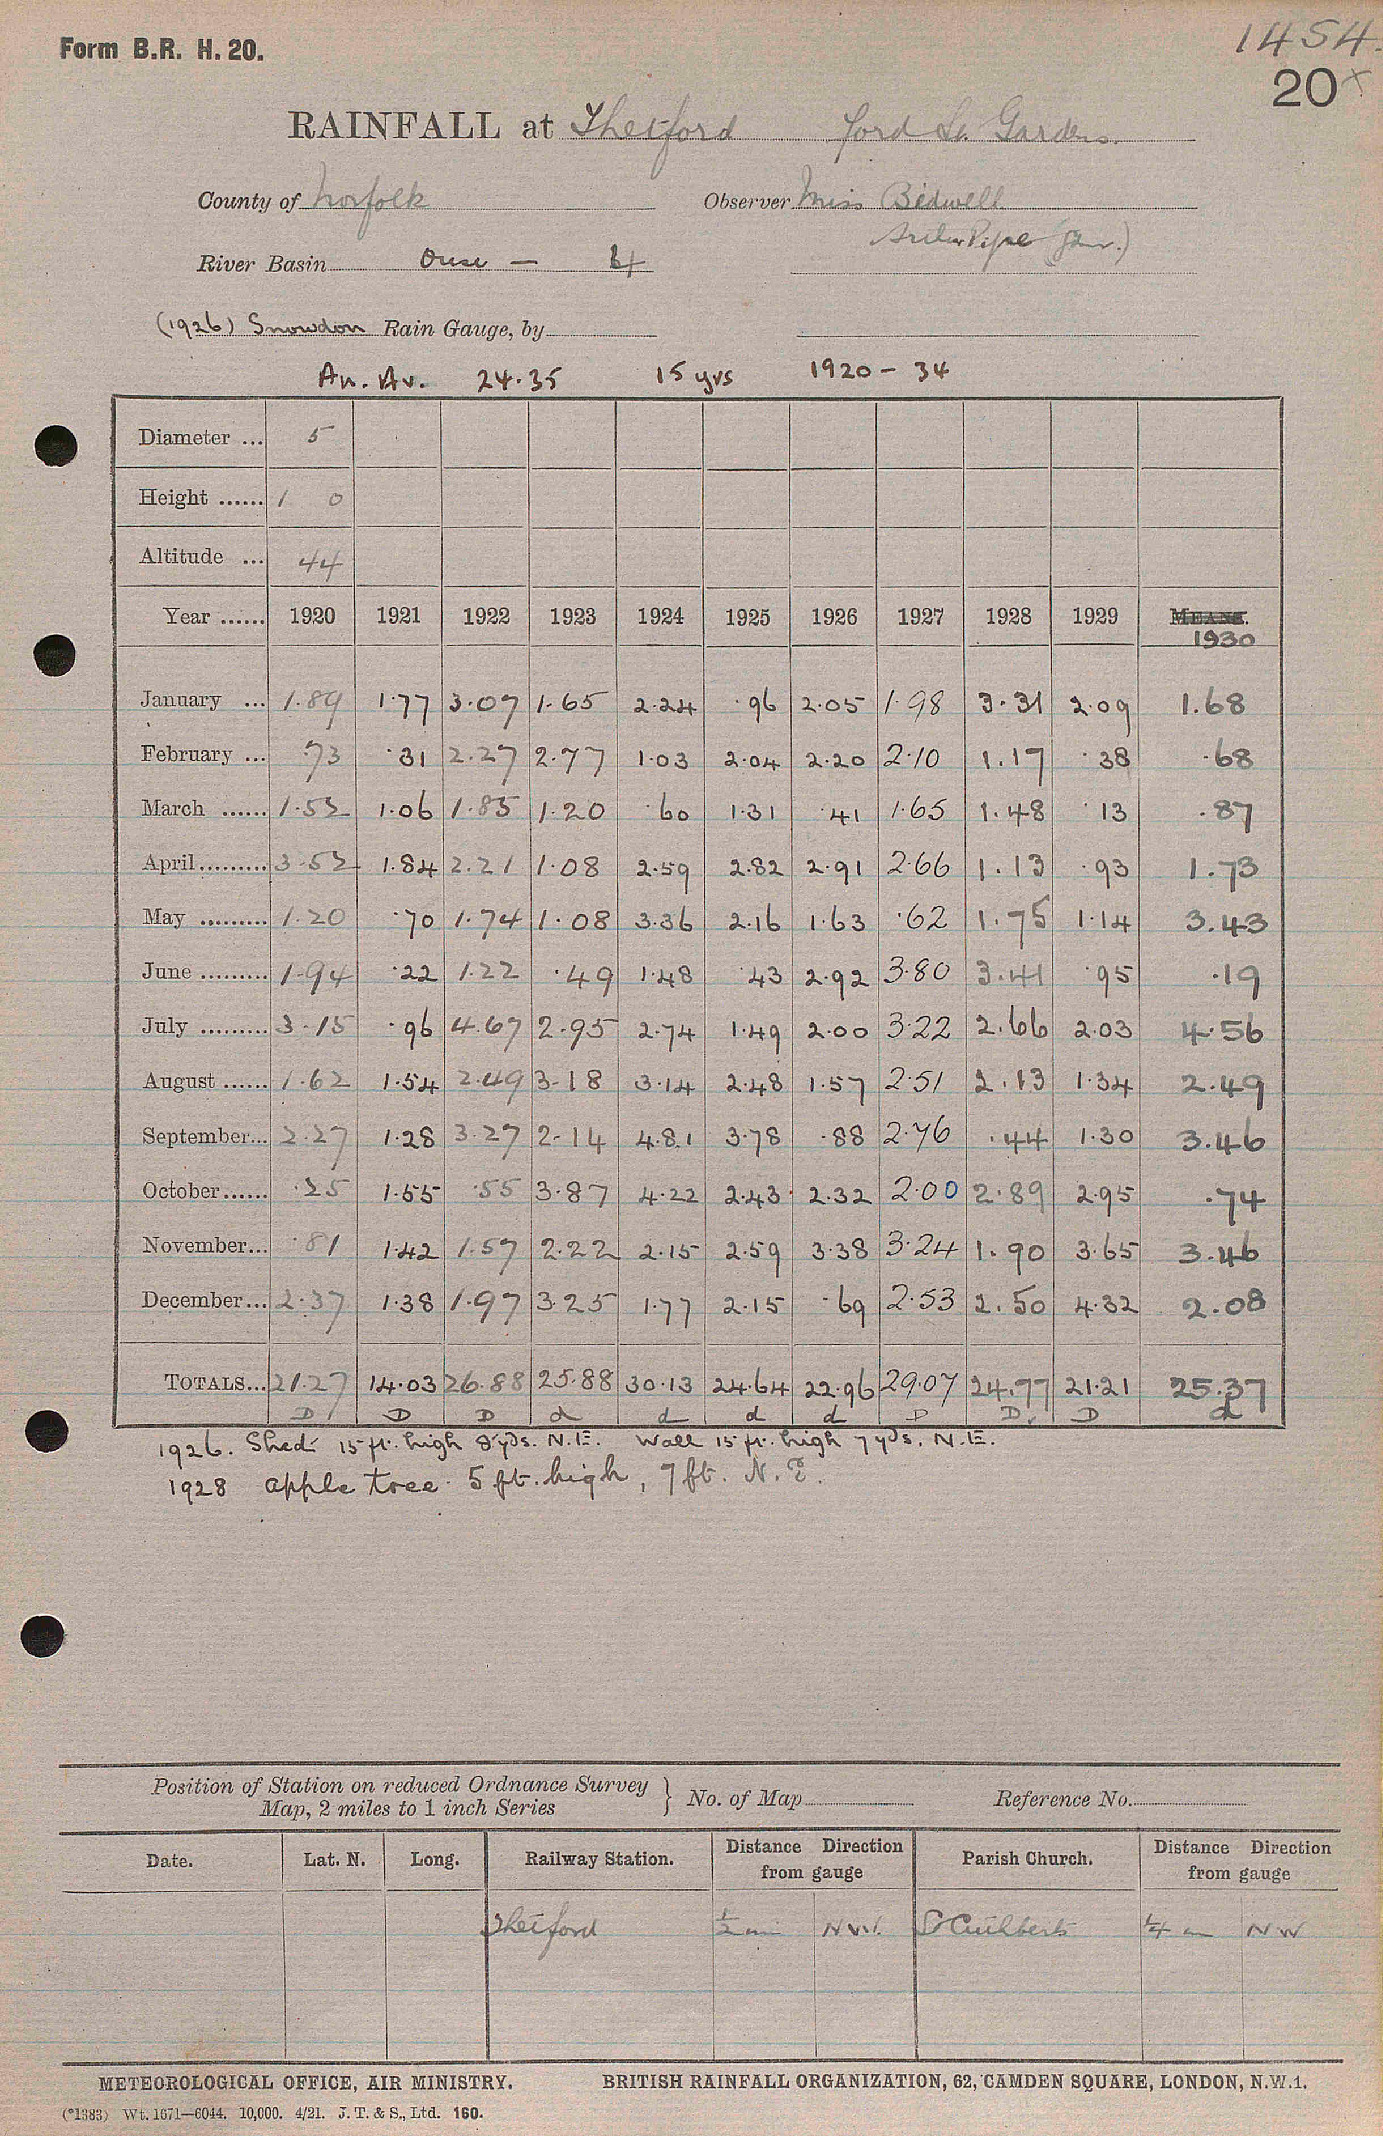 Form B.R. H. 20.
1454.
20 x
RAINFALL at Thetford Ford St. Gardens.
County of Norfolk Observer Miss Bidwell
River Basin Ouse — 4
(1926) Snowdon Rain Gauge, by
An. Av. 24.35 15 yrs 1920 - 34
Diameter ... 5
Height ...... 1 0
Altitude ... 44
Year ...... 1920 1921 1922 1923 1924 1925 1926 1927 1928 1929 MEANS.
1930
January ... 1.89 1.77 3.07 1.65 2.24 .96 2.05 1.98 3.31 2.09 1.68
February ... .73 .31 2.27 2.77 1.03 2.04 2.20 2.10 1.17 .38 .68
March ...... 1.52 1.06 1.85 1.20 .60 1.31 .41 1.65 1.48 .13 .87
April ......... 3.52 1.84 2.21 1.08 2.59 2.82 2.91 2.66 1.13 .93 1.73
May ......... 1.20 .70 1.74 1.08 3.36 2.16 1.63 .62 1.75 1.14 3.43
June ......... 1.94 .22 1.22 .49 1.48 .43 2.92 3.80 3.41 .95 .19
July ......... 3.15 .96 4.67 2.95 2.74 1.49 2.00 3.22 2.66 2.03 4.56
August ...... 1.62 1.54 2.49 3.18 3.14 2.48 1.57 2.51 2.13 1.34 2.49
September... 2.27 1.28 3.27 2.14 4.81 3.78 .88 2.76 .44 1.30 3.46
October...... .25 1.55 .55 3.87 4.22 2.43 2.32 2.00 2.89 2.95 .74
November... .81 1.42 1.57 2.22 2.15 2.59 3.38 3.24 1.90 3.65 3.46
December... 2.37 1.38 1.97 3.25 1.77 2.15 .69 2.53 2.50 4.32 2.08
TOTALS... 21.27 14.03 26.88 25.88 30.13 24.64 22.96 29.07 24.77 21.21 25.37
D D D d d d d D D. D d
1926. Shed 15 ft. high 8 yds. N.E. Wall 15 ft. high 7 yds. N.E.
1928 apple tree 5 ft. high, 7 ft. N.E.
Position of Station on reduced Ordnance Survey
Map, 2 miles to 1 inch Series } No. of Map Reference No.
Date. Lat. N. Long. Railway Station. Distance Direction from gauge Parish Church. Distance Direction from gauge
Thetford 1/2 mi N.W. St Cuthberts 1/4 m NW
METEOROLOGICAL OFFICE, AIR MINISTRY. BRITISH RAINFALL ORGANIZATION, 62, CAMDEN SQUARE, LONDON, N.W.1.
(*1383) Wt. 1671—6044. 10,000. 4/21. J. T. & S., Ltd. 160.